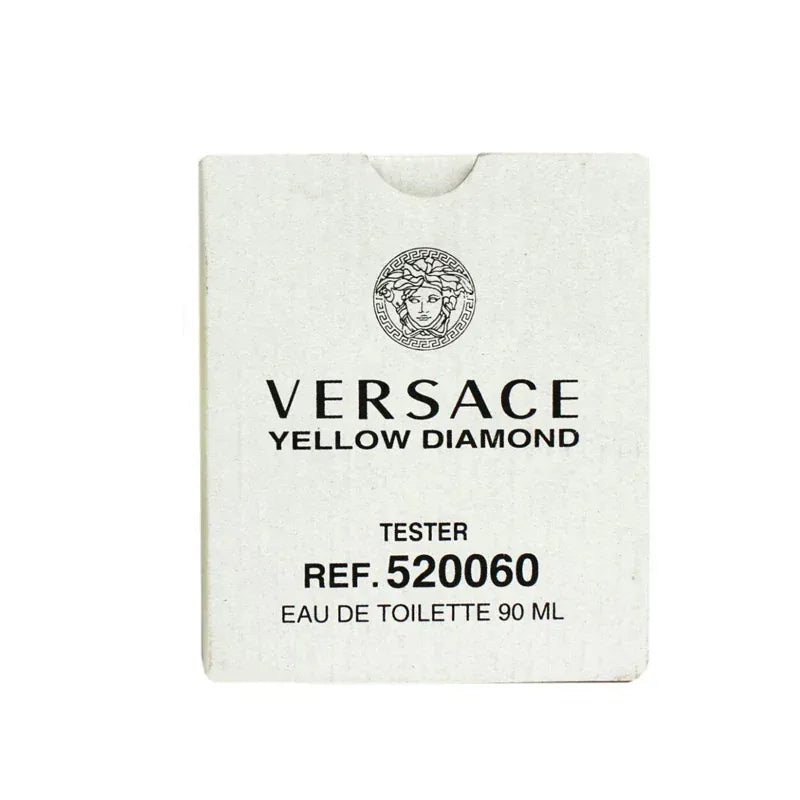 VERSACE
YELLOW DIAMOND
TESTER
REF. 520060
EAU DE TOILETTE 90 ML